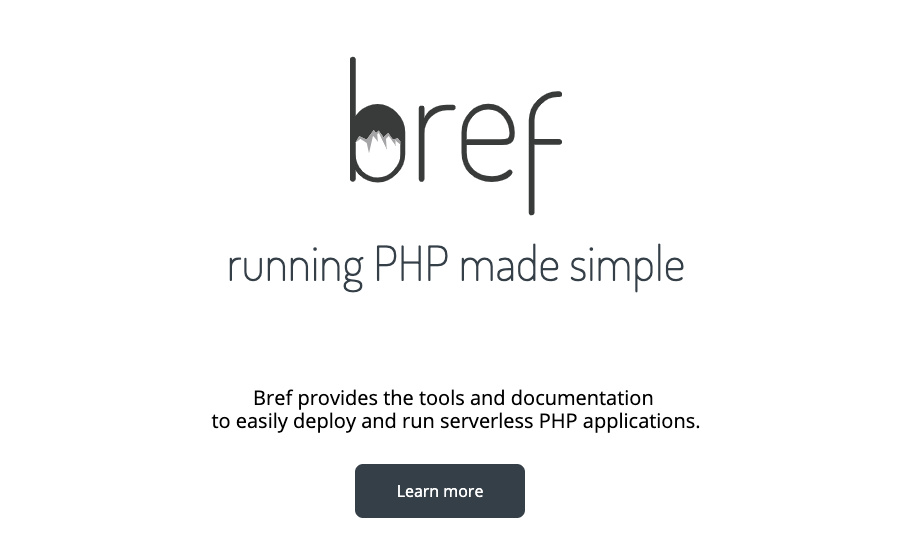 bref
running PHP made simple
Bref provides the tools and documentation
to easily deploy and run serverless PHP applications.
Learn more